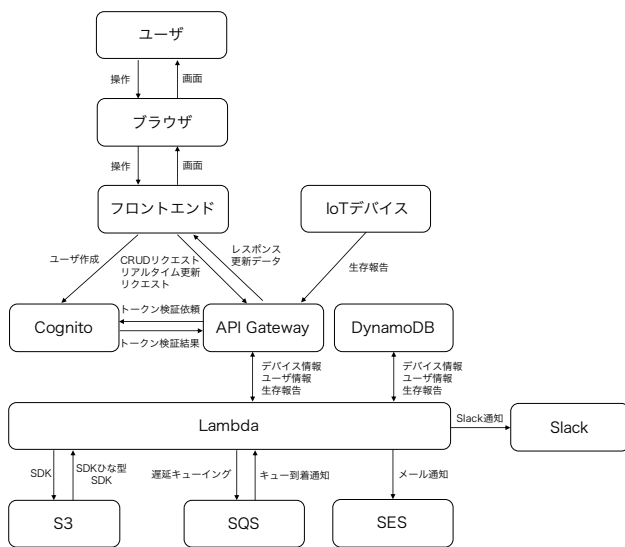 ユーザ
操作
画面
ブラウザ
操作
画面
フロントエンド
IoTデバイス
ユーザ作成
CRUDリクエスト
リアルタイム更新
リクエスト
レスポンス
更新データ
生存報告
トークン検証依頼
Cognito
API Gateway
DynamoDB
トークン検証結果
デバイス情報
ユーザ情報
生存報告
デバイス情報
ユーザ情報
生存報告
Lambda
Slack通知
Slack
SDK
SDKひな型
SDK
遅延キューイング
キュー到着通知
メール通知
S3
SQS
SES